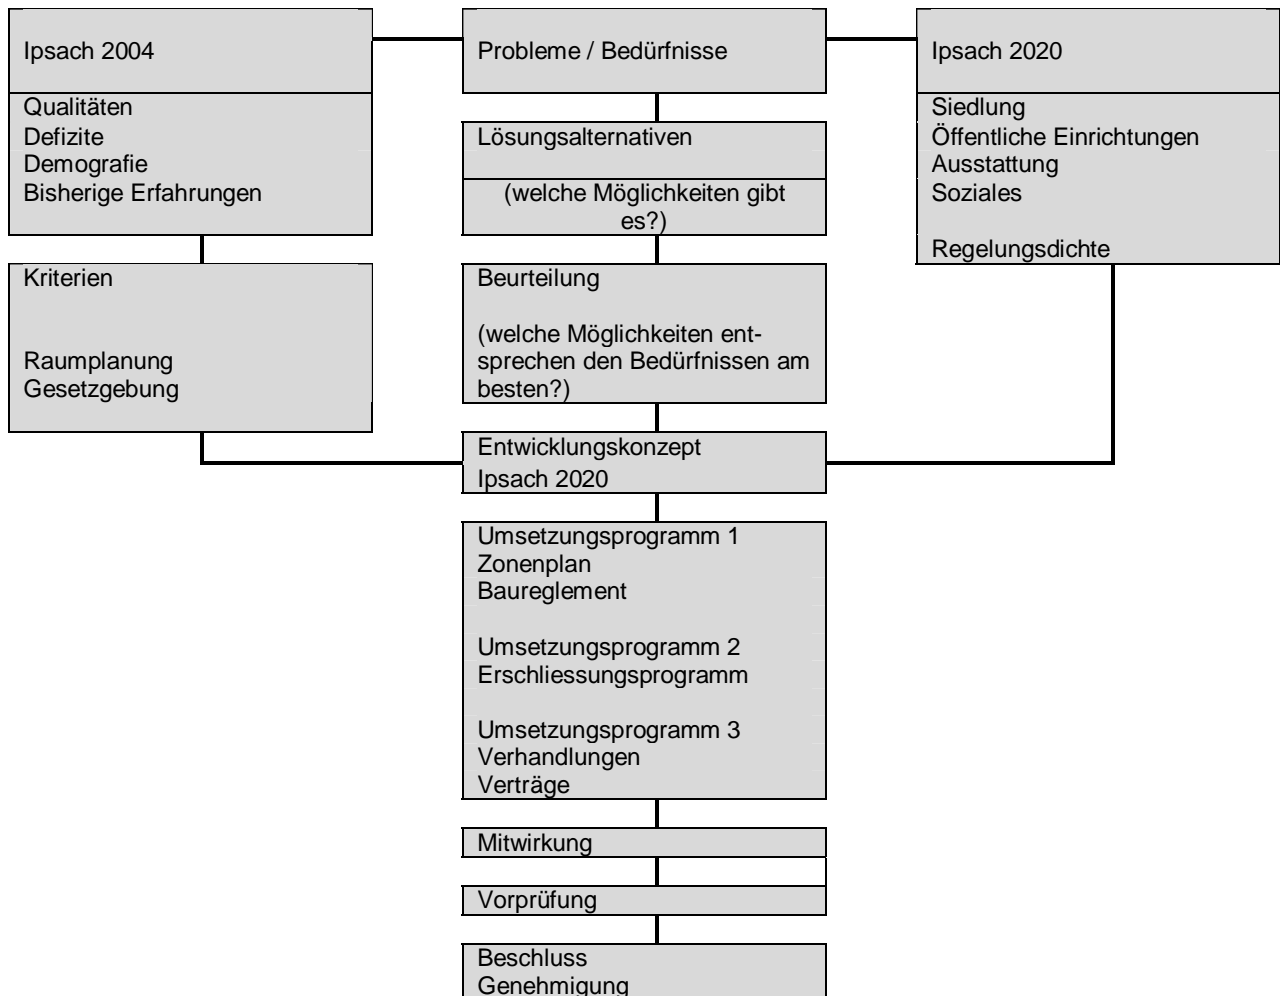 Ipsach 2004
Qualitäten
Defizite
Demografie
Bisherige Erfahrungen
Kriterien
Raumplanung
Gesetzgebung
Probleme / Bedürfnisse
Lösungsalternativen
(welche Möglichkeiten gibt
es?)
Beurteilung
(welche Möglichkeiten ent-
sprechen den Bedürfnissen am
besten?)
Ipsach 2020
Siedlung
Öffentliche Einrichtungen
Ausstattung
Soziales
Regelungsdichte
Entwicklungskonzept
Ipsach 2020
Umsetzungsprogramm 1
Zonenplan
Baureglement
Umsetzungsprogramm 2
Erschliessungsprogramm
Umsetzungsprogramm 3
Verhandlungen
Verträge
Mitwirkung
Vorprüfung
Beschluss
Genehmigung